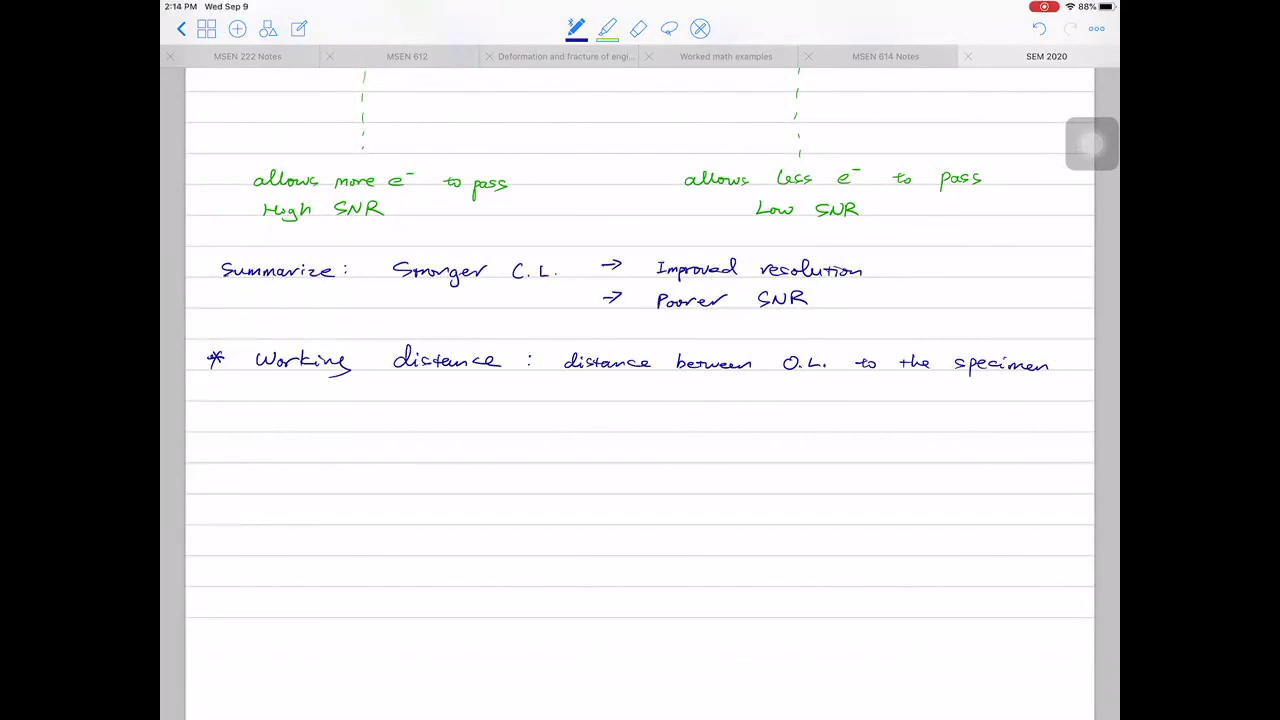 2:14 PM Wed Sep 9
88%
MSEN 222 Notes
MSEN 612
Deformation and fracture of engi...
Worked math examples
MSEN 614 Notes
SEM 2020
allows more e⁻ to pass
High SNR
allows less e⁻ to pass
Low SNR
Summarize: Stronger C.L. → Improved resolution
→ Poorer SNR
* Working distance : distance between O.L. to the specimen